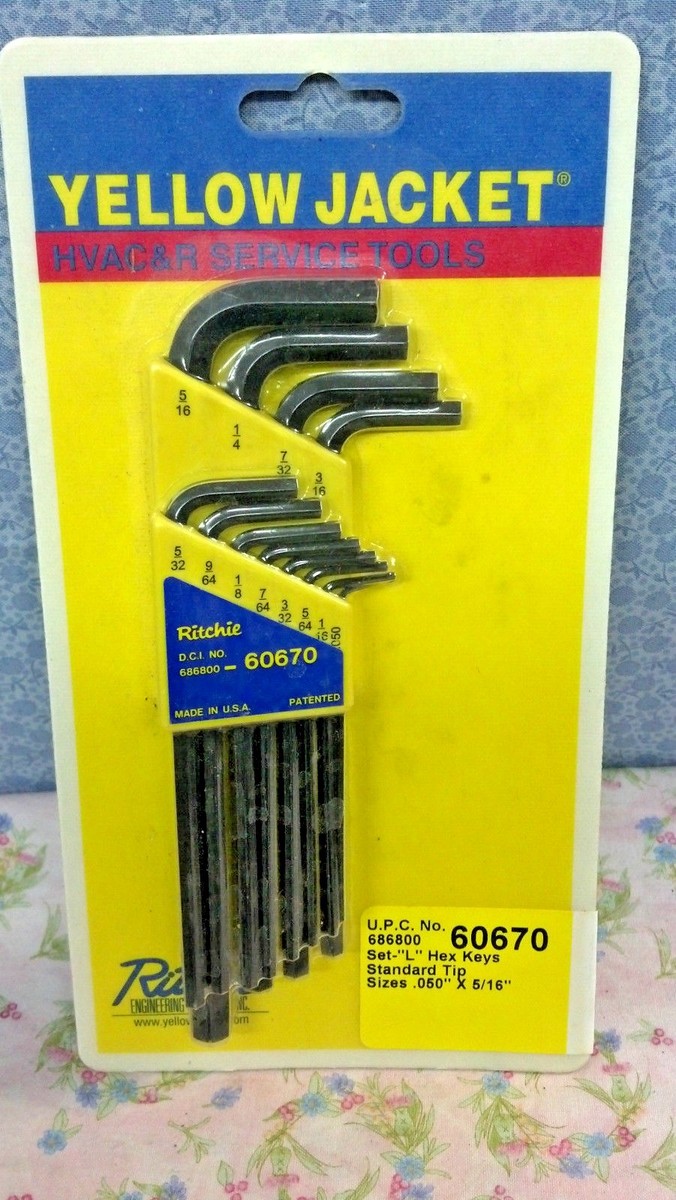 YELLOW JACKET®
HVAC&R SERVICE TOOLS
5/16
1/4
7/32
3/16
5/32
9/64
1/8
7/64
3/32
5/64
1/16
.050
Ritchie
D.C.I. NO.
686800 - 60670
MADE IN U.S.A. PATENTED
U.P.C. No.
686800 60670
Set-"L" Hex Keys
Standard Tip
Sizes .050" X 5/16"
ENGINEERING